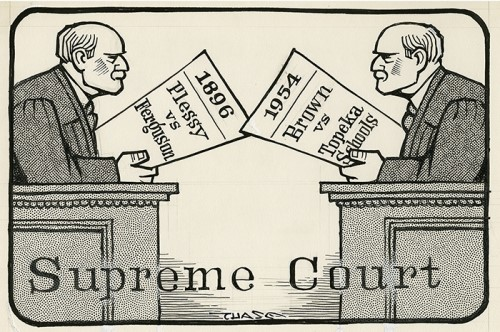 1896
Plessy
vs
Ferguson
1954
Brown
vs
Topeka
Schools
Supreme Court
CHASE